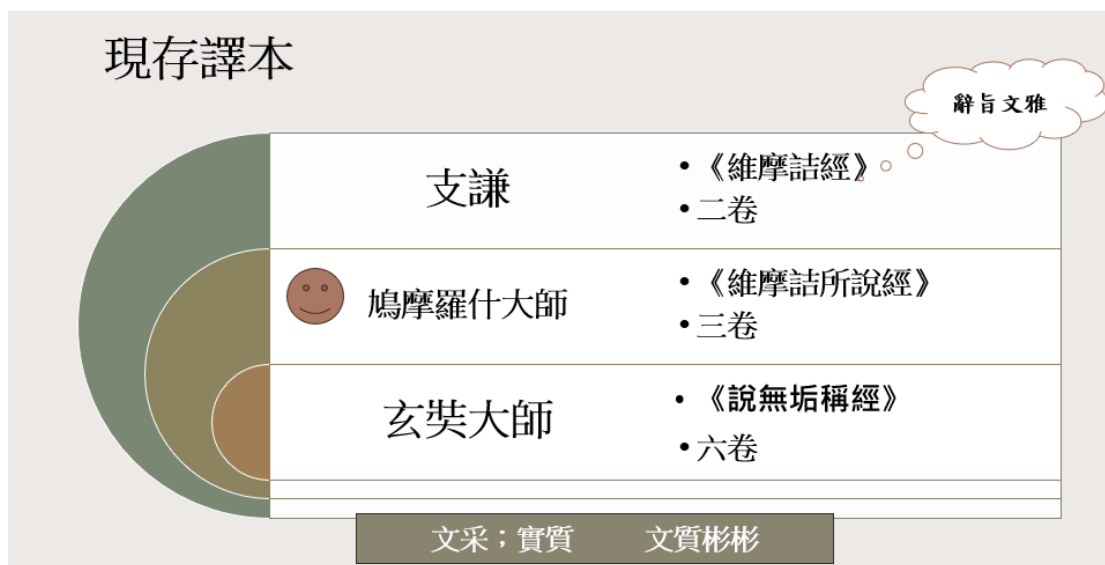 現存譯本
辭旨文雅
支謙
•《維摩詰經》
•二卷
鳩摩羅什大師
•《維摩詰所說經》
•三卷
玄奘大師
•《說無垢稱經》
•六卷
文采；實質 文質彬彬